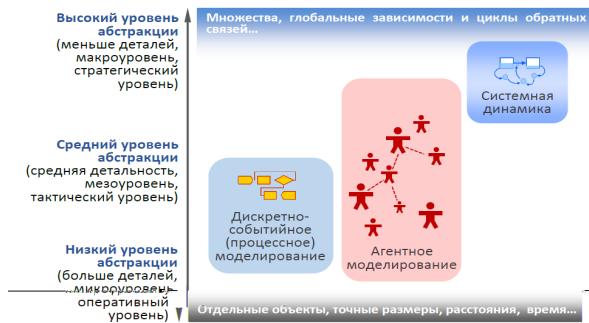 Высокий уровень
абстракции
(меньше деталей,
макроуровень,
стратегический
уровень)
Множества, глобальные зависимости и циклы обратных
связей...
Системная
динамика
Средний уровень
абстракции
(средняя детальность,
мезоуровень,
тактический уровень)
Дискретно-
событийное
(процессное)
моделирование
Агентное
моделирование
Низкий уровень
абстракции
(больше деталей,
микроуровень,
оперативный
уровень)
Отдельные объекты, точные размеры, расстояния, время...